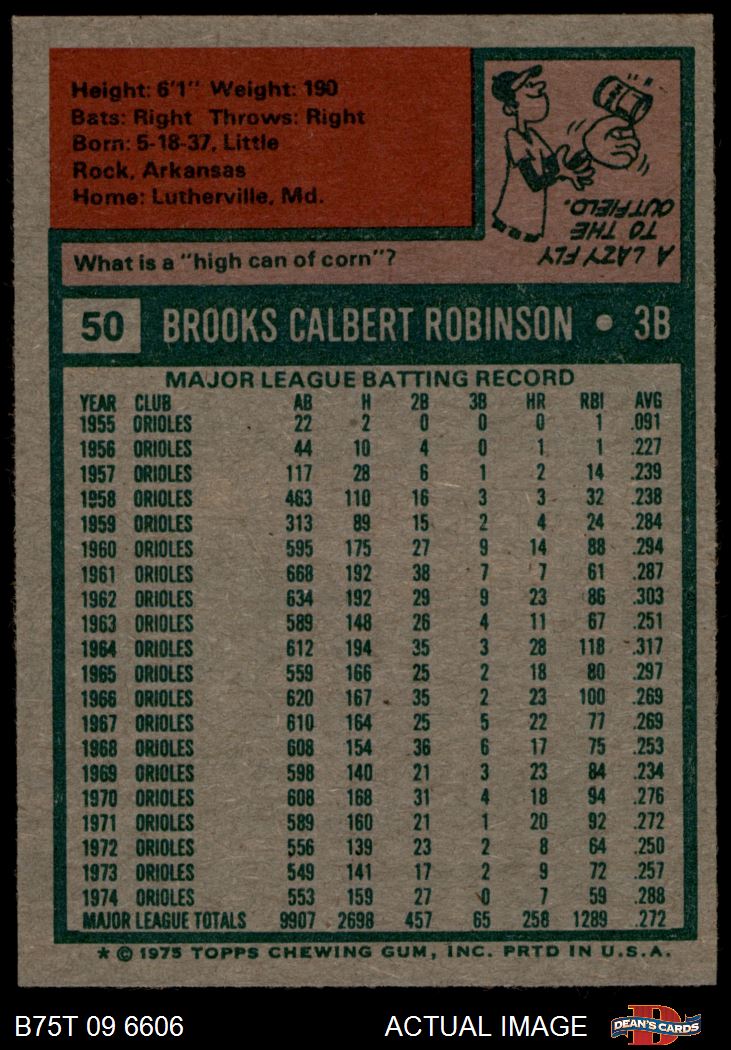 Height: 6'1" Weight: 190
Bats: Right Throws: Right
Born: 5-18-37, Little
Rock, Arkansas
Home: Lutherville, Md.
What is a "high can of corn"?
A LAZY FLY
TO THE
OUTFIELD.
50 BROOKS CALBERT ROBINSON • 3B
MAJOR LEAGUE BATTING RECORD
YEAR CLUB AB H 2B 3B HR RBI AVG
1955 ORIOLES 22 2 0 0 0 1 .091
1956 ORIOLES 44 10 4 0 1 1 .227
1957 ORIOLES 117 28 6 1 2 14 .239
1958 ORIOLES 463 110 16 3 3 32 .238
1959 ORIOLES 313 89 15 2 4 24 .284
1960 ORIOLES 595 175 27 9 14 88 .294
1961 ORIOLES 668 192 38 7 7 61 .287
1962 ORIOLES 634 192 29 9 23 86 .303
1963 ORIOLES 589 148 26 4 11 67 .251
1964 ORIOLES 612 194 35 3 28 118 .317
1965 ORIOLES 559 166 25 2 18 80 .297
1966 ORIOLES 620 167 35 2 23 100 .269
1967 ORIOLES 610 164 25 5 22 77 .269
1968 ORIOLES 608 154 36 6 17 75 .253
1969 ORIOLES 598 140 21 3 23 84 .234
1970 ORIOLES 608 168 31 4 18 94 .276
1971 ORIOLES 589 160 21 1 20 92 .272
1972 ORIOLES 556 139 23 2 8 64 .250
1973 ORIOLES 549 141 17 2 9 72 .257
1974 ORIOLES 553 159 27 0 7 59 .288
MAJOR LEAGUE TOTALS 9907 2698 457 65 258 1289 .272
* © 1975 TOPPS CHEWING GUM, INC. PRTD IN U.S.A.
B75T 09 6606 ACTUAL IMAGE
D
DEAN'S CARDS